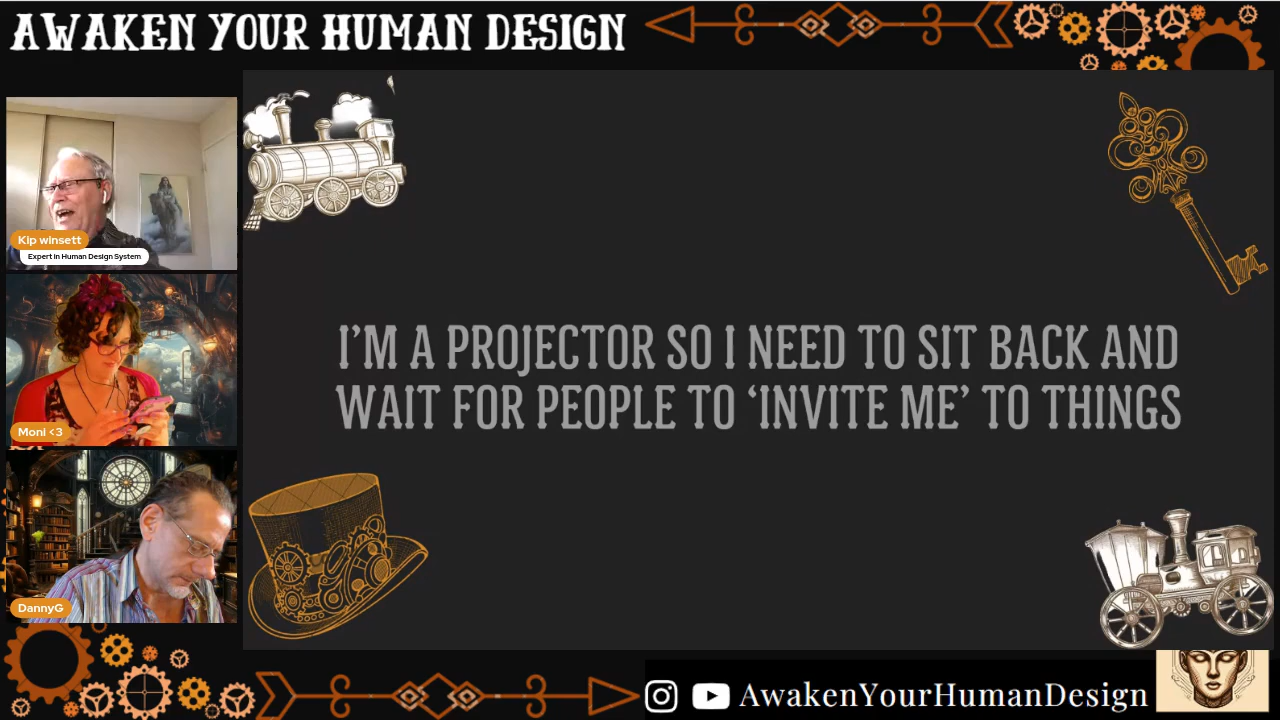 AWAKEN YOUR HUMAN DESIGN
Kip winsett
Expert in Human Design System
Moni <3
DannyG
I'M A PROJECTOR SO I NEED TO SIT BACK AND
WAIT FOR PEOPLE TO ‘INVITE ME’ TO THINGS
AwakenYourHumanDesign